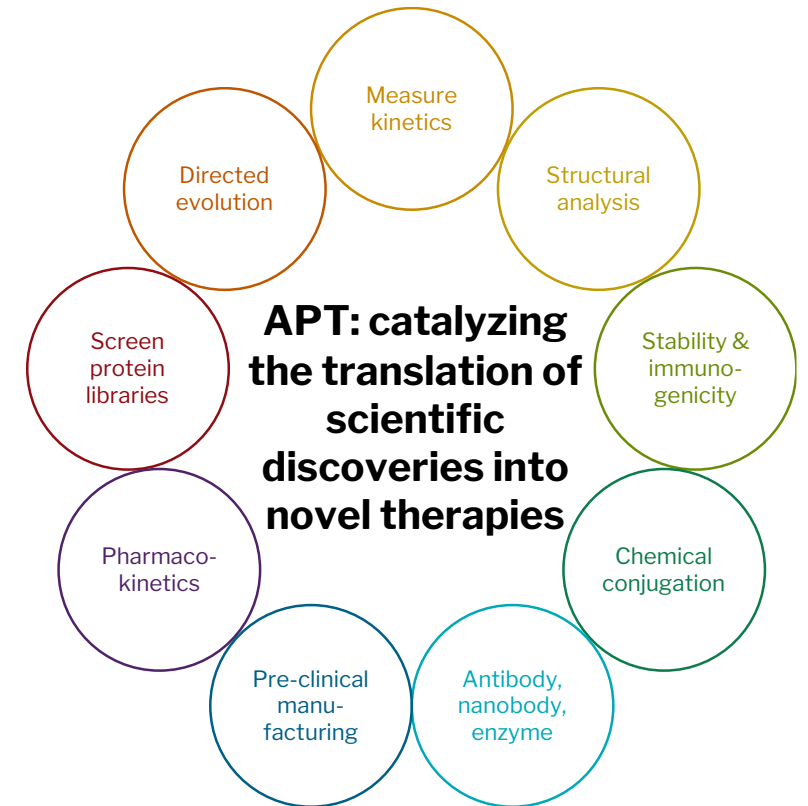 Measure
kinetics
Structural
analysis
Stability &
immuno-
genicity
Chemical
conjugation
Antibody,
nanobody,
enzyme
Pre-clinical
manu-
facturing
Pharmaco-
kinetics
Screen
protein
libraries
Directed
evolution
APT: catalyzing
the translation of
scientific
discoveries into
novel therapies